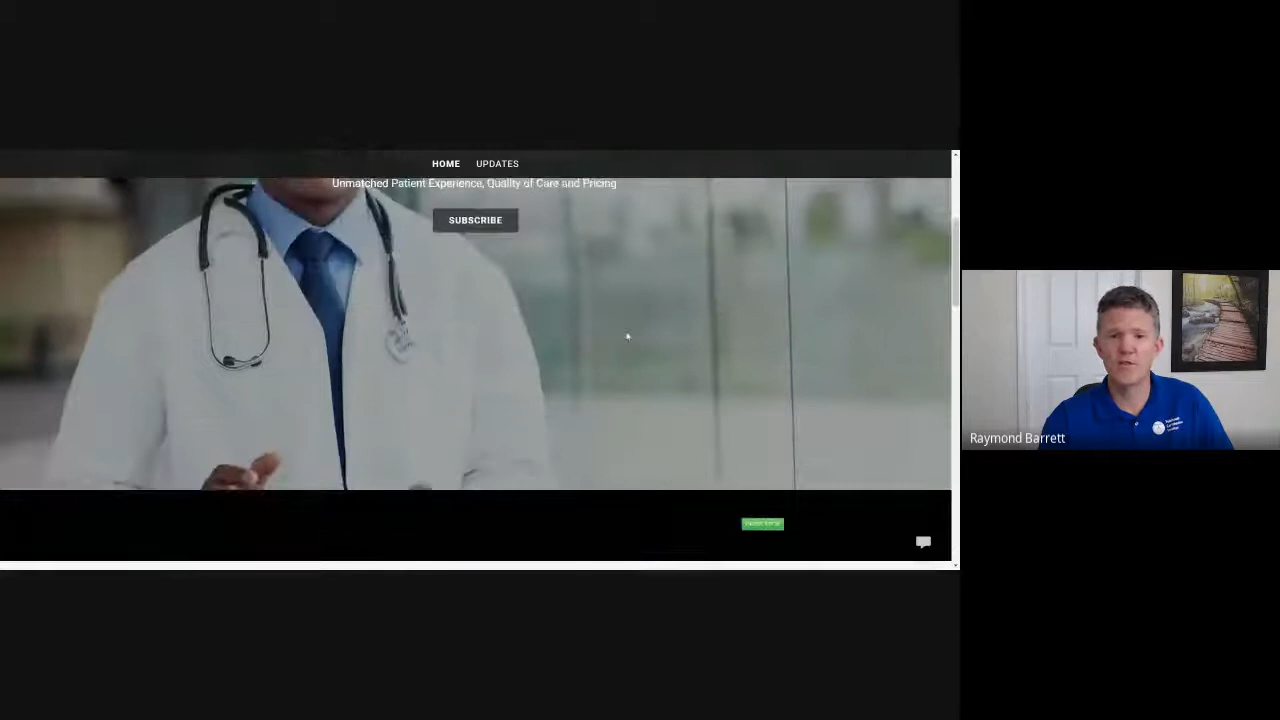 HOME UPDATES
Unmatched Patient Experience, Quality of Care and Pricing
SUBSCRIBE
Raymond Barrett